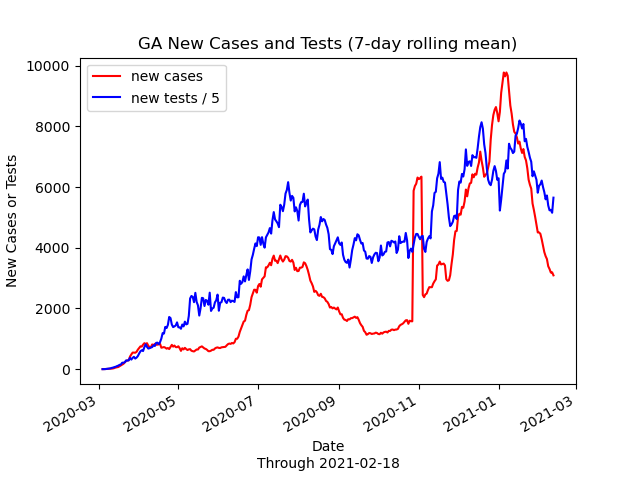 GA New Cases and Tests (7-day rolling mean)
new cases
new tests / 5
10000
8000
6000
4000
2000
0
New Cases or Tests
2020-03
2020-05
2020-07
2020-09
2020-11
2021-01
2021-03
Date
Through 2021-02-18